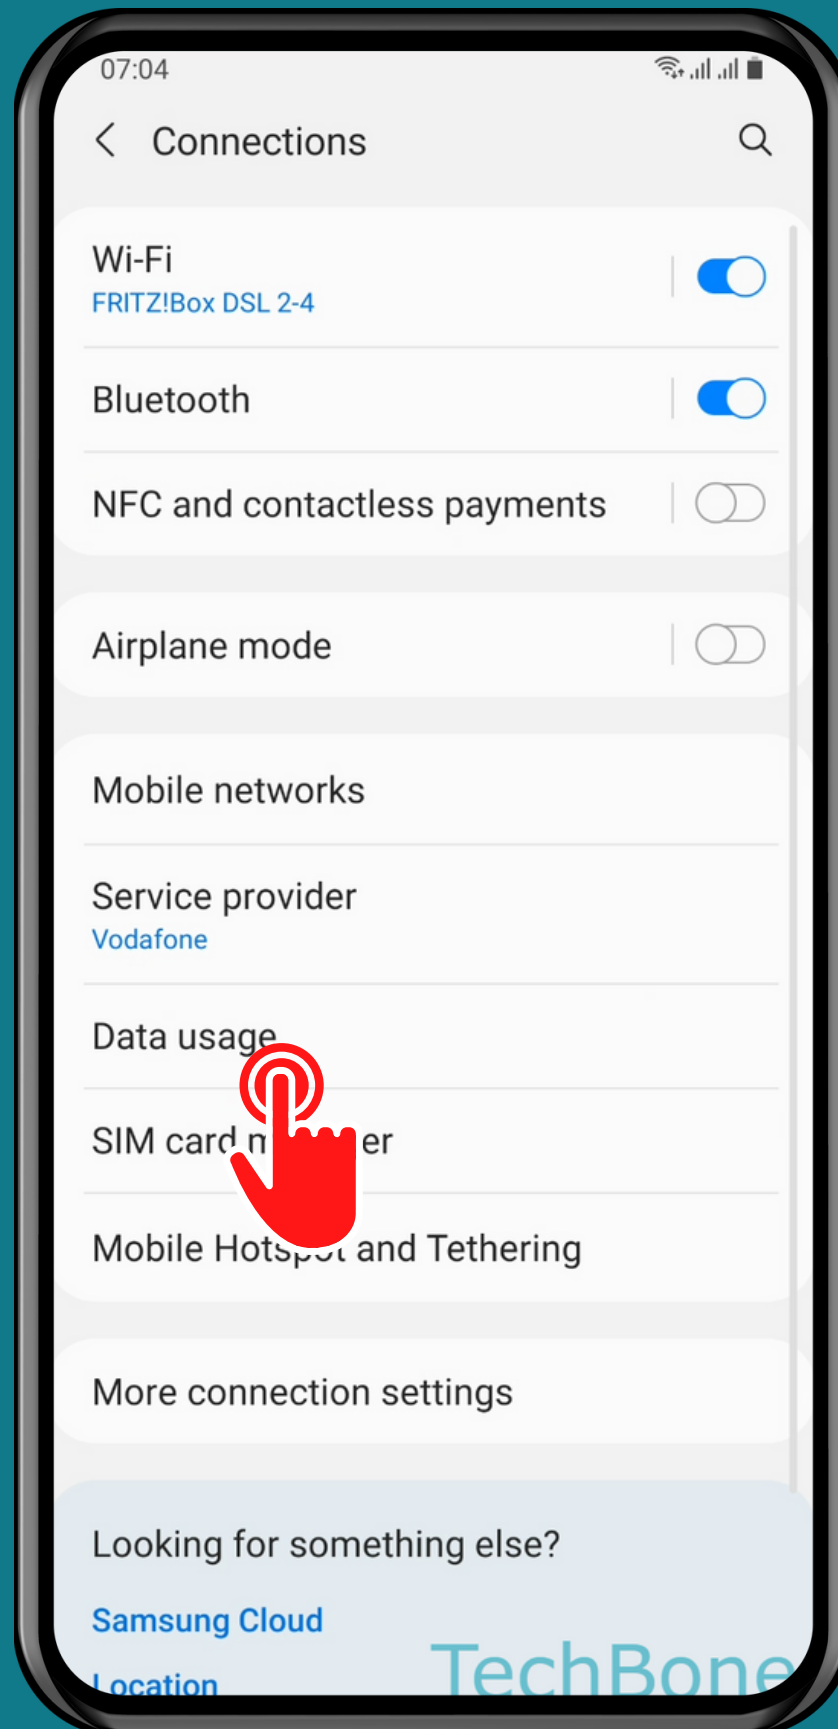 07:04
Connections
Wi-Fi
FRITZ!Box DSL 2-4
Bluetooth
NFC and contactless payments
Airplane mode
Mobile networks
Service provider
Vodafone
Data usage
SIM card
Mobile Hotspot and Tethering
More connection settings
Looking for something else?
Samsung Cloud
Location
TechBone